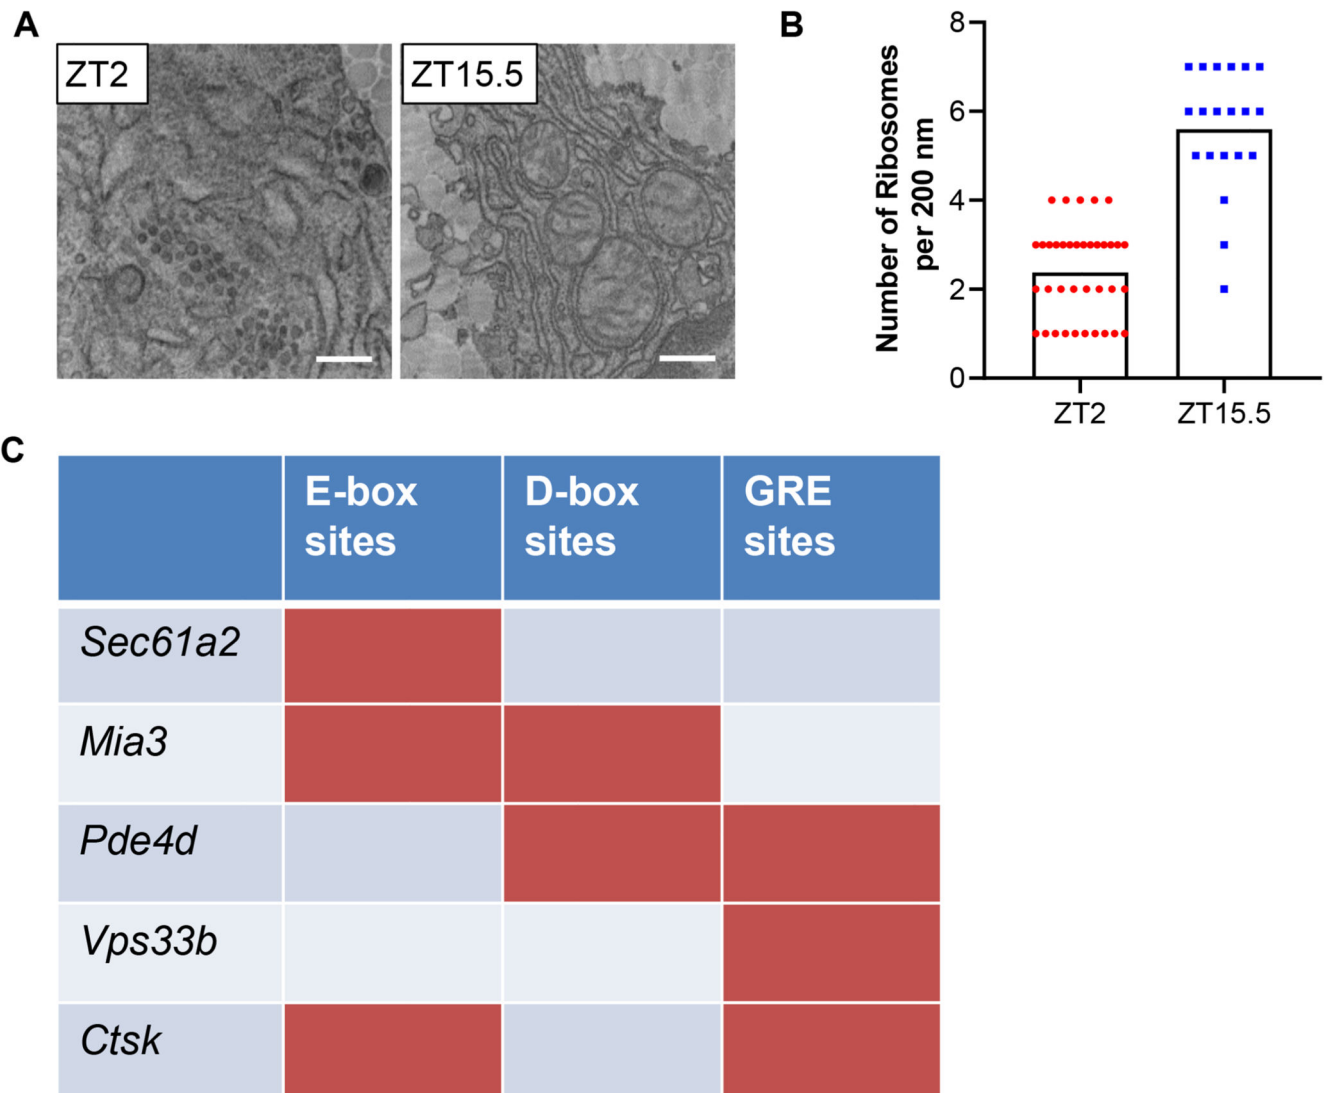 A
ZT2
ZT15.5
B
Number of Ribosomes
per 200 nm
8
6
4
2
0
ZT2
ZT15.5
C
E-box
sites
D-box
sites
GRE
sites
Sec61a2
Mia3
Pde4d
Vps33b
Ctsk